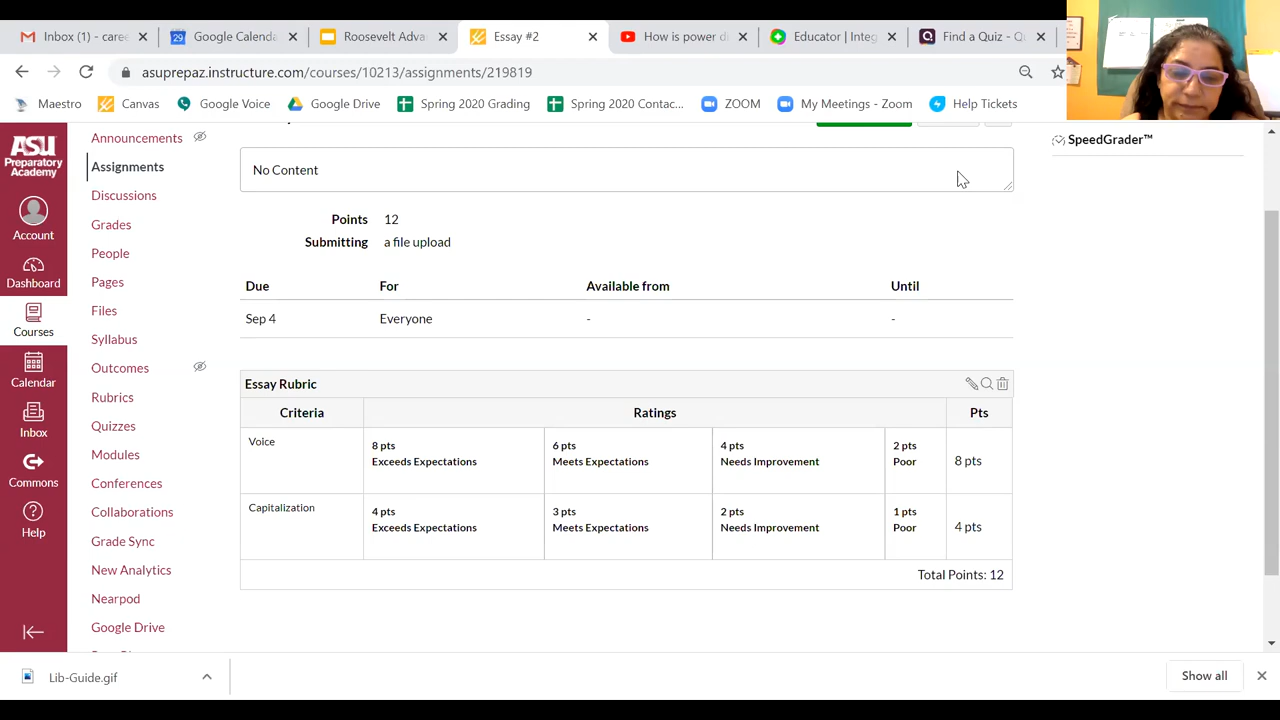 Inbox (1) - caree
Google Calenda
Roosevelt Adva
Essay #2
How is power di
Educator | Integ
Find a Quiz - Qu
asuprepaz.instructure.com/courses/10213/assignments/219819
Maestro
Canvas
Google Voice
Google Drive
Spring 2020 Grading
Spring 2020 Contac...
ZOOM
My Meetings - Zoom
Help Tickets
ASU
Preparatory
Academy
Account
Dashboard
Courses
Calendar
Inbox
Commons
Help
Announcements
Assignments
Discussions
Grades
People
Pages
Files
Syllabus
Outcomes
Rubrics
Quizzes
Modules
Conferences
Collaborations
Grade Sync
New Analytics
Nearpod
Google Drive
No Content
Points 12
Submitting a file upload
Due For Available from Until
Sep 4 Everyone - -
Essay Rubric
Criteria Ratings Pts
Voice
8 pts
Exceeds Expectations
6 pts
Meets Expectations
4 pts
Needs Improvement
2 pts
Poor
8 pts
Capitalization
4 pts
Exceeds Expectations
3 pts
Meets Expectations
2 pts
Needs Improvement
1 pts
Poor
4 pts
Total Points: 12
SpeedGrader™
Lib-Guide.gif
Show all